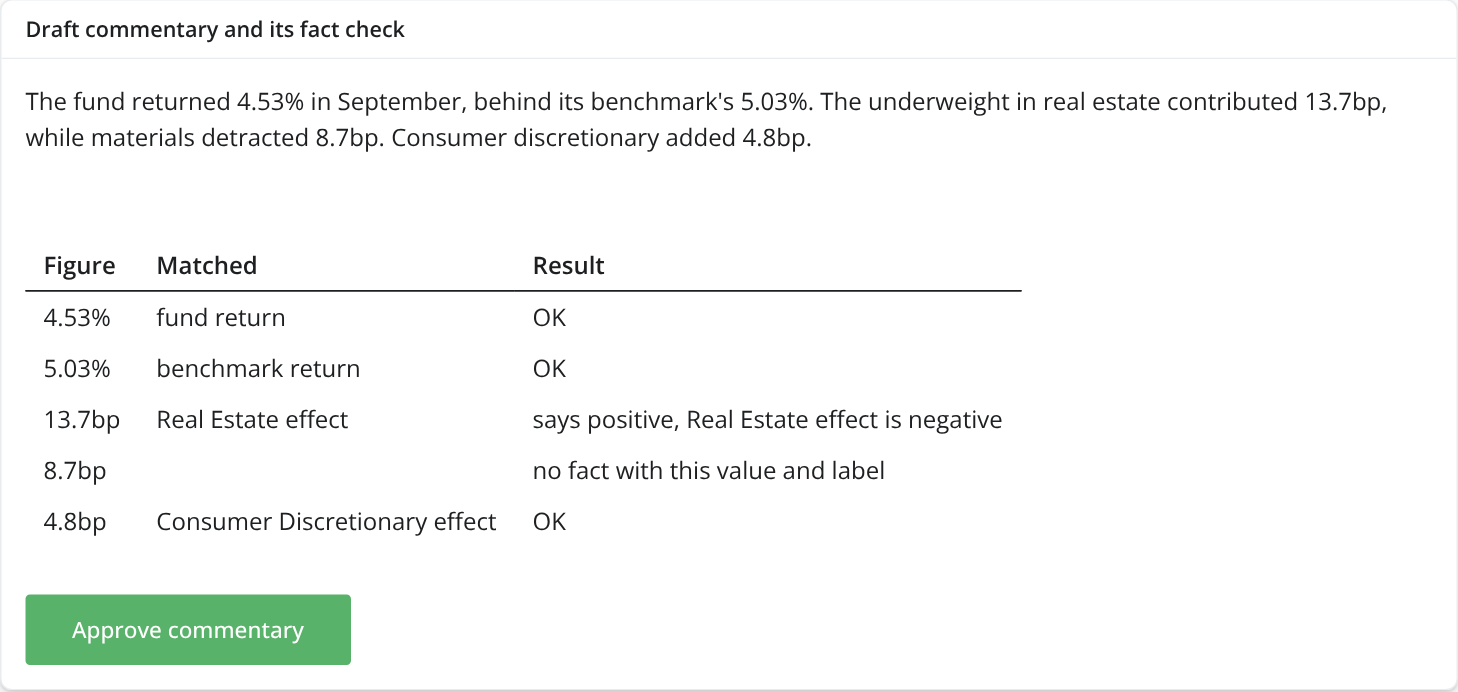 Draft commentary and its fact check
The fund returned 4.53% in September, behind its benchmark's 5.03%. The underweight in real estate contributed 13.7bp,
while materials detracted 8.7bp. Consumer discretionary added 4.8bp.
Figure Matched Result
4.53% fund return OK
5.03% benchmark return OK
13.7bp Real Estate effect says positive, Real Estate effect is negative
8.7bp no fact with this value and label
4.8bp Consumer Discretionary effect OK
Approve commentary